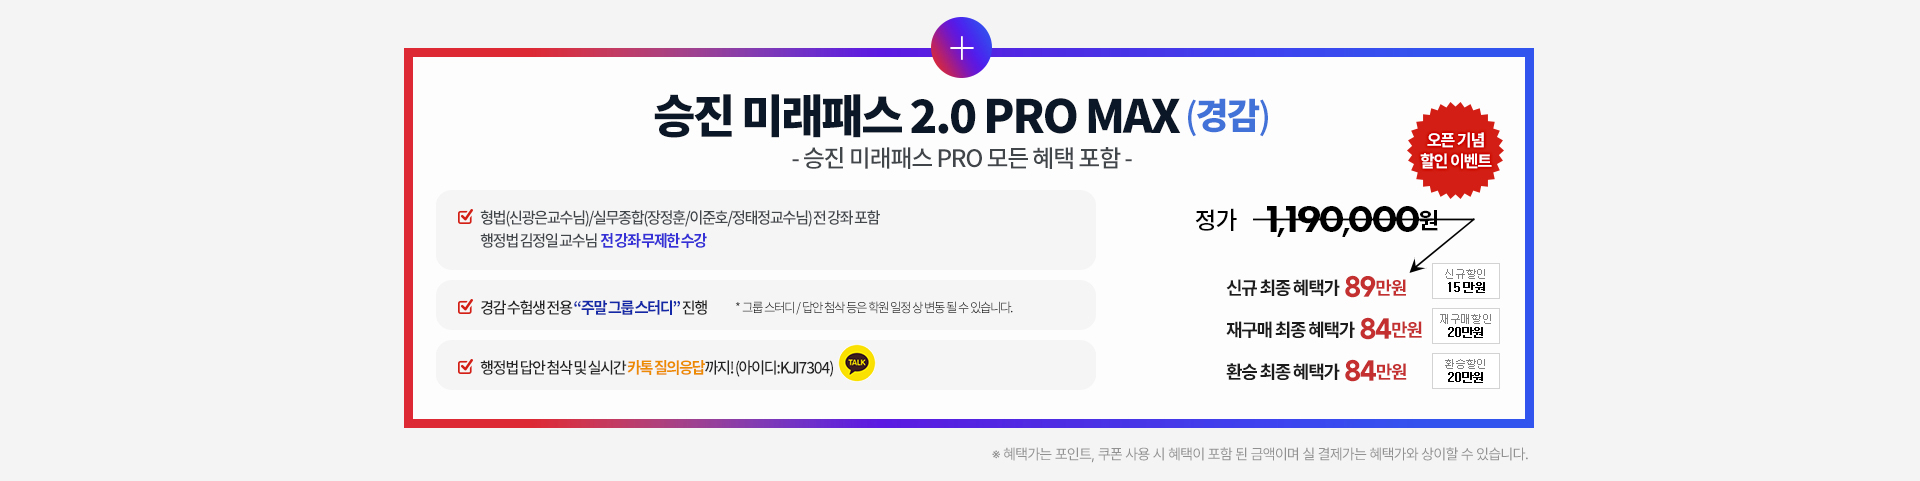 승진 미래패스 2.0 PRO MAX (경감)
- 승진 미래패스 PRO 모든 혜택 포함 -
오픈 기념
할인 이벤트
형법(신광은교수님)/실무종합(장정훈/이준호/정태정교수님) 전 강좌 포함
행정법 김정일 교수님 전 강좌 무제한 수강
경감 수험생 전용 “주말 그룹 스터디” 진행
* 그룹 스터디 / 답안 첨삭 등은 학원 일정 상 변동 될 수 있습니다.
행정법 답안 첨삭 및 실시간 카톡 질의응답까지! (아이디:KJI7304)
TALK
정가 1,190,000원
신규 최종 혜택가 89만원
신규할인
15만원
재구매 최종 혜택가 84만원
재구매할인
20만원
환승 최종 혜택가 84만원
환승할인
20만원
※ 혜택가는 포인트, 쿠폰 사용 시 혜택이 포함 된 금액이며 실 결제가는 혜택가와 상이할 수 있습니다.